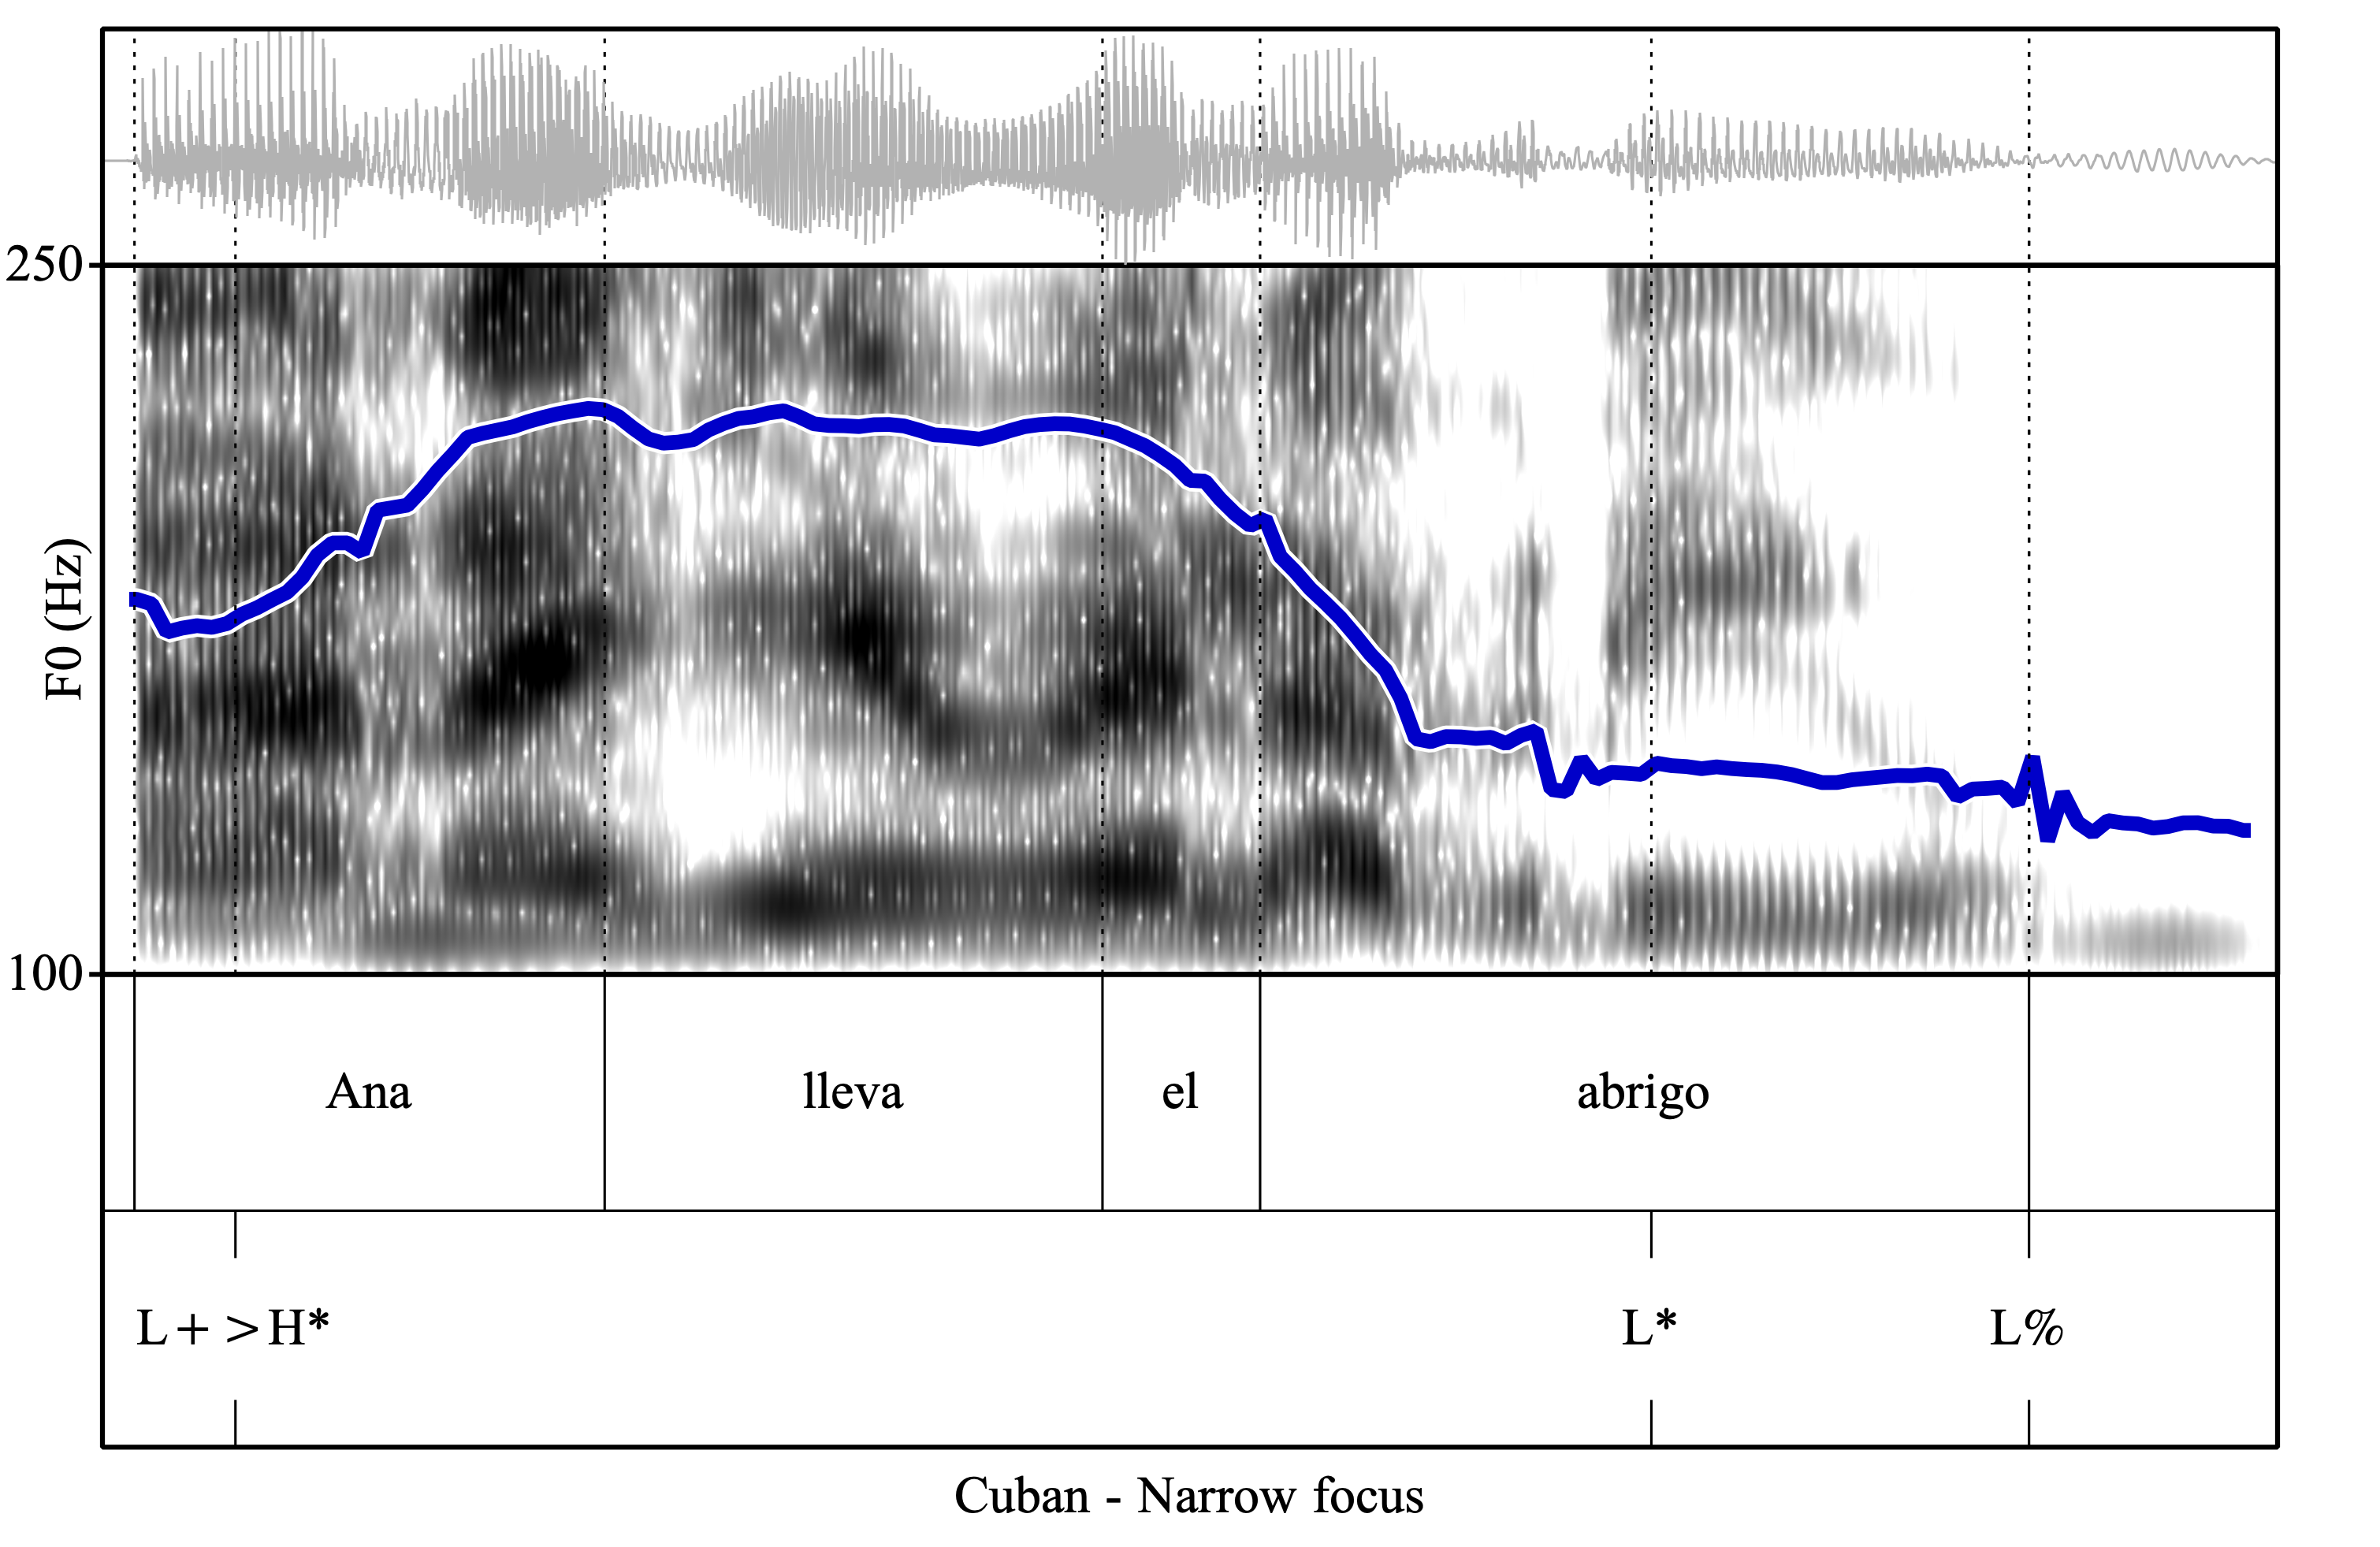 250
F0 (Hz)
100
Ana lleva el abrigo
L+>H* L* L%
Cuban - Narrow focus